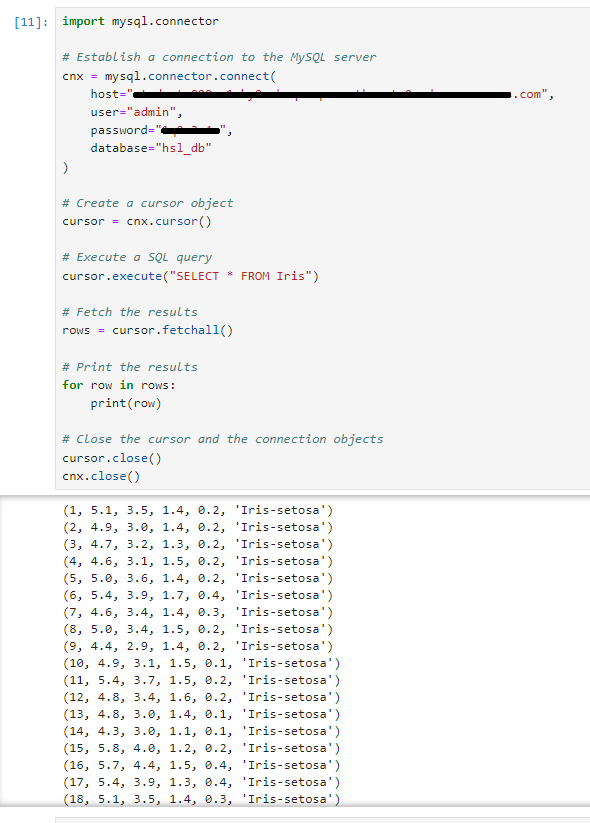 [11]: import mysql.connector
# Establish a connection to the MySQL server
cnx = mysql.connector.connect(
host=" .com",
user="admin",
password=" ",
database="hsl_db"
)
# Create a cursor object
cursor = cnx.cursor()
# Execute a SQL query
cursor.execute("SELECT * FROM Iris")
# Fetch the results
rows = cursor.fetchall()
# Print the results
for row in rows:
print(row)
# Close the cursor and the connection objects
cursor.close()
cnx.close()
(1, 5.1, 3.5, 1.4, 0.2, 'Iris-setosa')
(2, 4.9, 3.0, 1.4, 0.2, 'Iris-setosa')
(3, 4.7, 3.2, 1.3, 0.2, 'Iris-setosa')
(4, 4.6, 3.1, 1.5, 0.2, 'Iris-setosa')
(5, 5.0, 3.6, 1.4, 0.2, 'Iris-setosa')
(6, 5.4, 3.9, 1.7, 0.4, 'Iris-setosa')
(7, 4.6, 3.4, 1.4, 0.3, 'Iris-setosa')
(8, 5.0, 3.4, 1.5, 0.2, 'Iris-setosa')
(9, 4.4, 2.9, 1.4, 0.2, 'Iris-setosa')
(10, 4.9, 3.1, 1.5, 0.1, 'Iris-setosa')
(11, 5.4, 3.7, 1.5, 0.2, 'Iris-setosa')
(12, 4.8, 3.4, 1.6, 0.2, 'Iris-setosa')
(13, 4.8, 3.0, 1.4, 0.1, 'Iris-setosa')
(14, 4.3, 3.0, 1.1, 0.1, 'Iris-setosa')
(15, 5.8, 4.0, 1.2, 0.2, 'Iris-setosa')
(16, 5.7, 4.4, 1.5, 0.4, 'Iris-setosa')
(17, 5.4, 3.9, 1.3, 0.4, 'Iris-setosa')
(18, 5.1, 3.5, 1.4, 0.3, 'Iris-setosa')